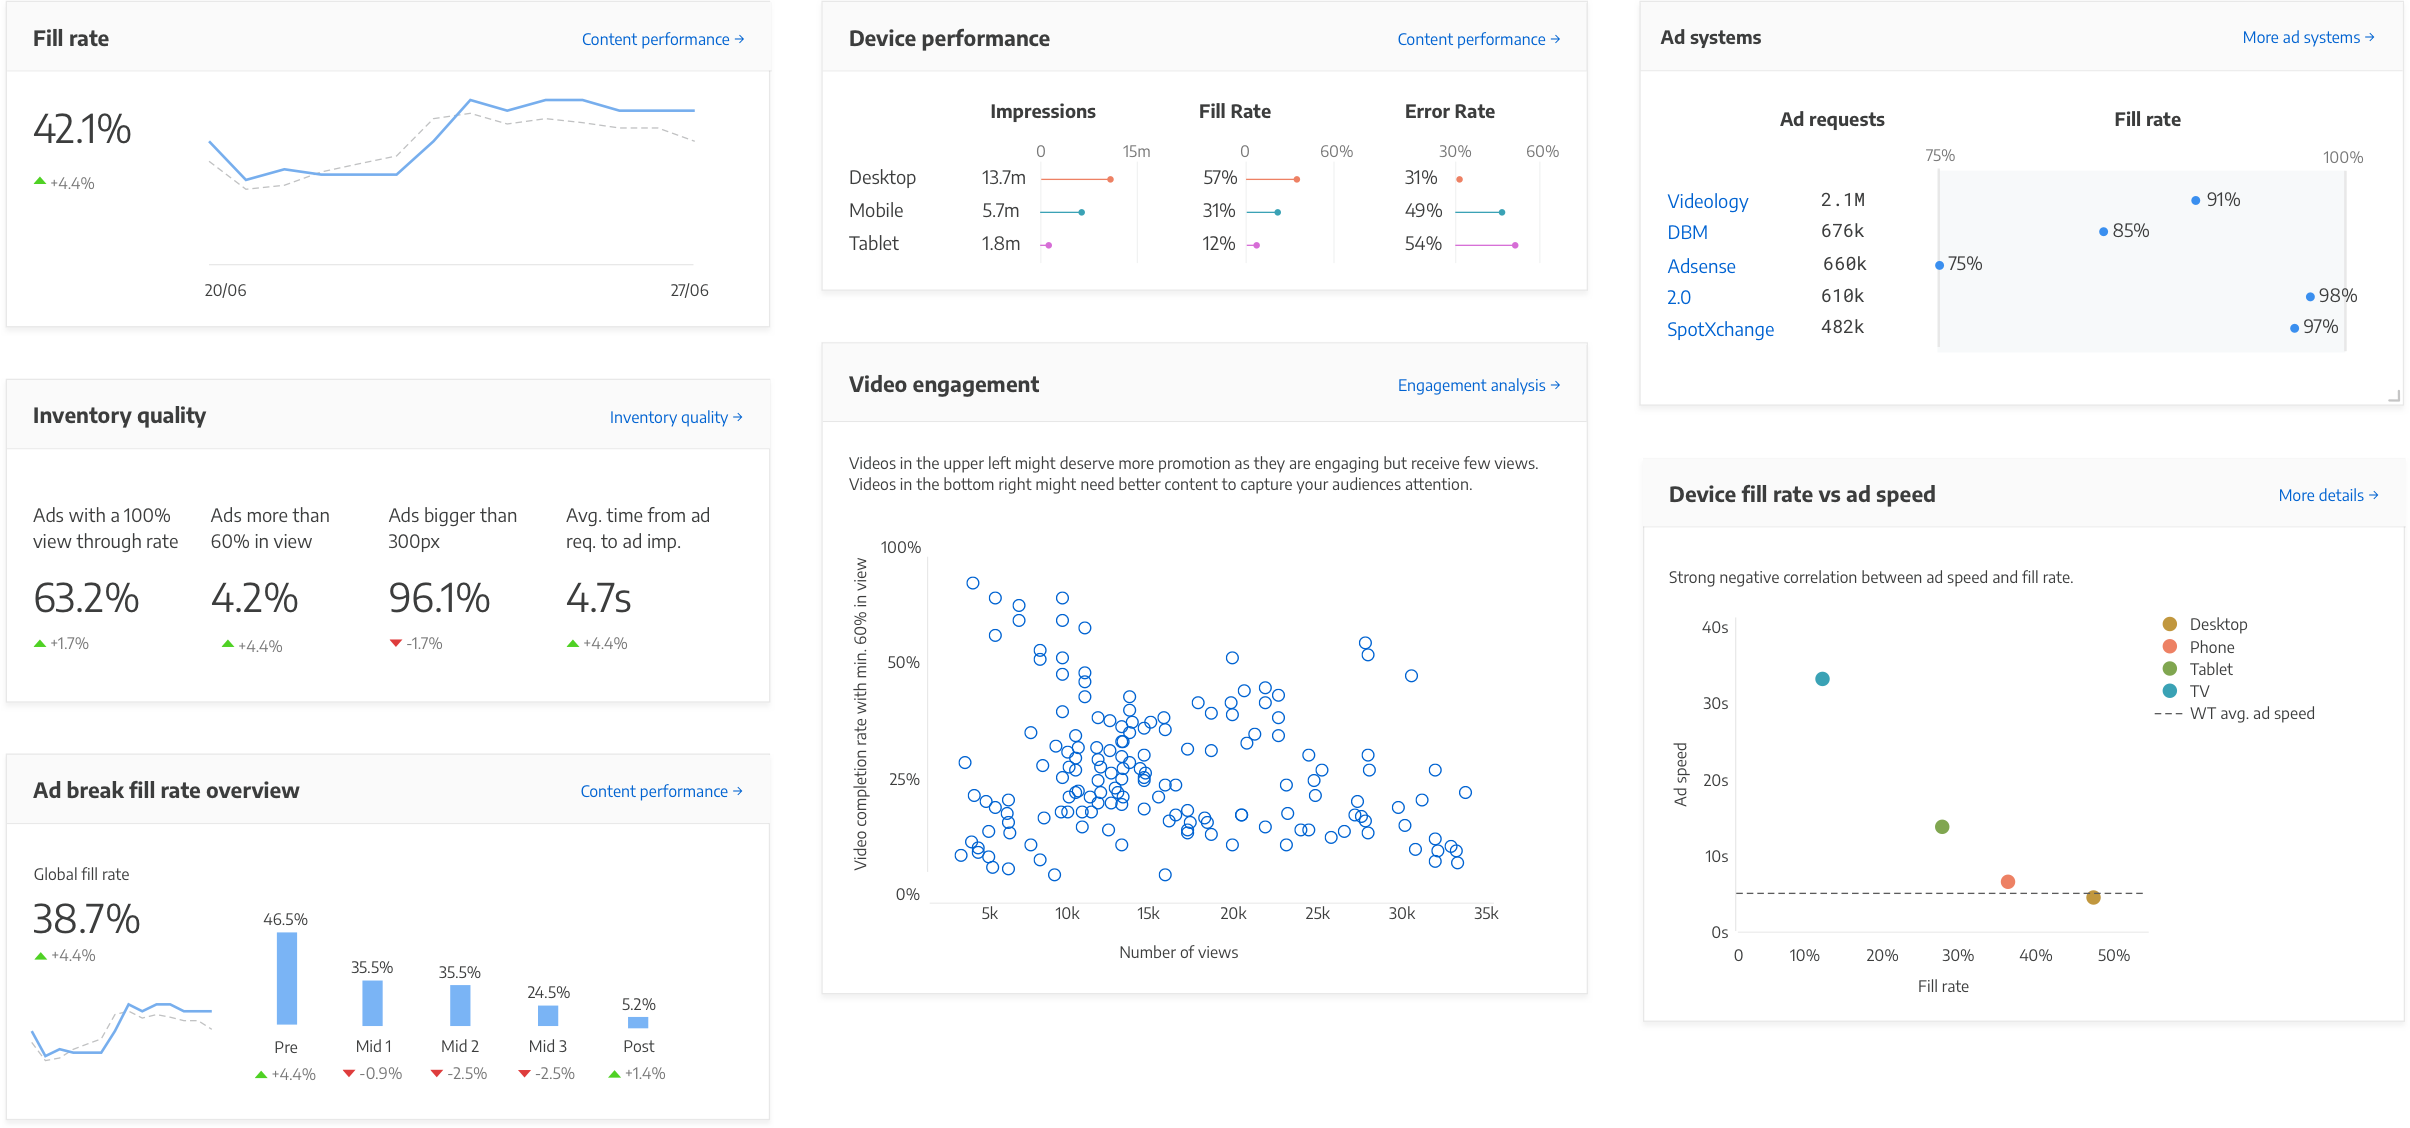 Fill rate
Content performance →
42.1%
+4.4%
20/06
27/06
Inventory quality
Inventory quality →
Ads with a 100%
view through rate
63.2%
+1.7%
Ads more than
60% in view
4.2%
+4.4%
Ads bigger than
300px
96.1%
-1.7%
Avg. time from ad
req. to ad imp.
4.7s
+4.4%
Ad break fill rate overview
Content performance →
Global fill rate
38.7%
+4.4%
46.5%
35.5%
35.5%
24.5%
5.2%
Pre
Mid 1
Mid 2
Mid 3
Post
+4.4%
-0.9%
-2.5%
-2.5%
+1.4%
Device performance
Content performance →
Impressions
Fill Rate
Error Rate
0
15m
0
60%
30%
60%
Desktop
13.7m
57%
31%
Mobile
5.7m
31%
49%
Tablet
1.8m
12%
54%
Video engagement
Engagement analysis →
Videos in the upper left might deserve more promotion as they are engaging but receive few views.
Videos in the bottom right might need better content to capture your audiences attention.
Video completion rate with min. 60% in view
100%
50%
25%
0%
5k
10k
15k
20k
25k
30k
35k
Number of views
Ad systems
More ad systems →
Ad requests
Fill rate
75%
100%
Videology
2.1M
91%
DBM
676k
85%
Adsense
660k
75%
2.0
610k
98%
SpotXchange
482k
97%
Device fill rate vs ad speed
More details →
Strong negative correlation between ad speed and fill rate.
Desktop
Phone
Tablet
TV
WT avg. ad speed
Ad speed
40s
30s
20s
10s
0s
0
10%
20%
30%
40%
50%
Fill rate